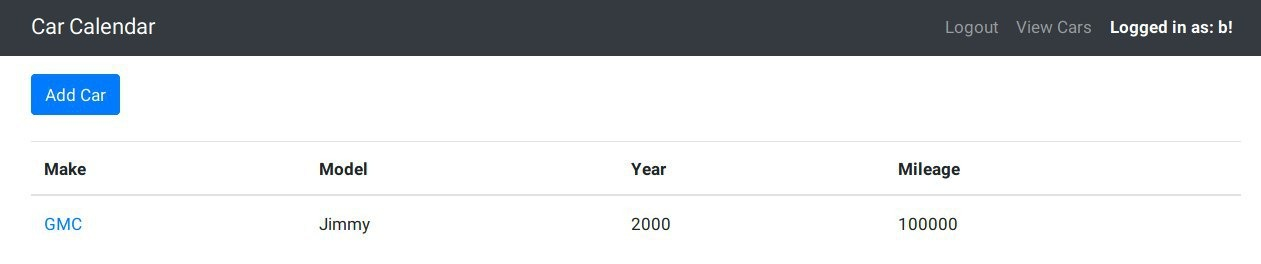 Car Calendar Logout View Cars Logged in as: b!
Add Car
Make Model Year Mileage
GMC Jimmy 2000 100000